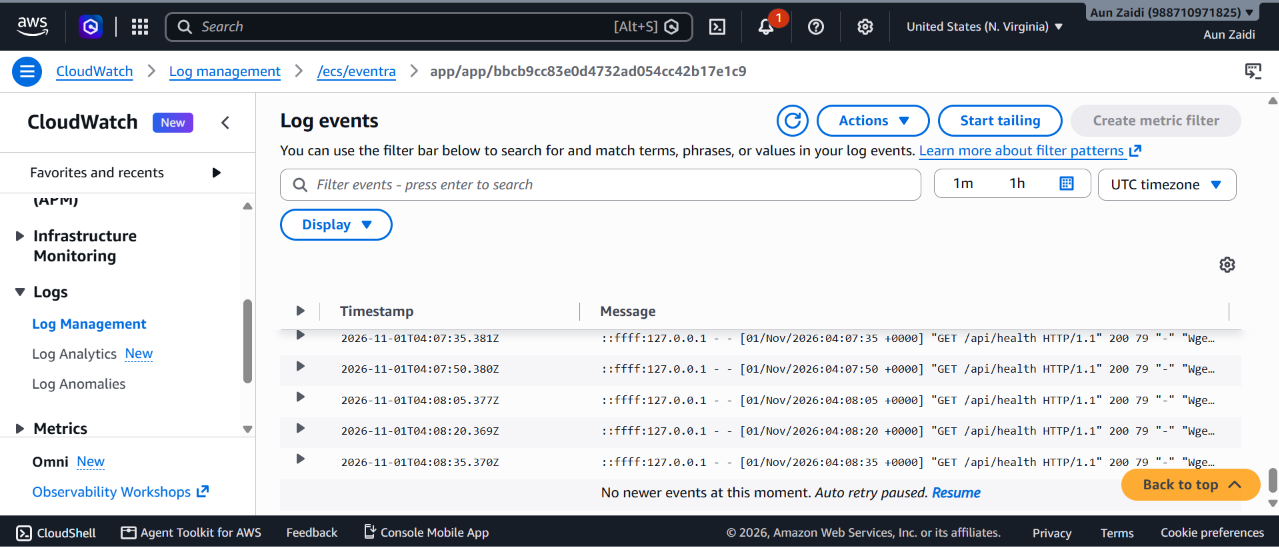 aws
Search [Alt+S]
1
United States (N. Virginia)
Aun Zaidi (988710971825)
Aun Zaidi
CloudWatch
Log management
/ecs/eventra
app/app/bbcb9cc83e0d4732ad054cc42b17e1c9
CloudWatch New
Favorites and recents
(APM)
Infrastructure
Monitoring
Logs
Log Management
Log Analytics New
Log Anomalies
Metrics
Omni New
Observability Workshops
Log events
Actions
Start tailing
Create metric filter
You can use the filter bar below to search for and match terms, phrases, or values in your log events. Learn more about filter patterns
Filter events - press enter to search
1m 1h
UTC timezone
Display
Timestamp Message
2026-11-01T04:07:35.381Z ::ffff:127.0.0.1 - - [01/Nov/2026:04:07:35 +0000] "GET /api/health HTTP/1.1" 200 79 "-" "Wge…
2026-11-01T04:07:50.380Z ::ffff:127.0.0.1 - - [01/Nov/2026:04:07:50 +0000] "GET /api/health HTTP/1.1" 200 79 "-" "Wge…
2026-11-01T04:08:05.377Z ::ffff:127.0.0.1 - - [01/Nov/2026:04:08:05 +0000] "GET /api/health HTTP/1.1" 200 79 "-" "Wge…
2026-11-01T04:08:20.369Z ::ffff:127.0.0.1 - - [01/Nov/2026:04:08:20 +0000] "GET /api/health HTTP/1.1" 200 79 "-" "Wge…
2026-11-01T04:08:35.370Z ::ffff:127.0.0.1 - - [01/Nov/2026:04:08:35 +0000] "GET /api/health HTTP/1.1" 200 79 "-" "Wge…
No newer events at this moment. Auto retry paused. Resume
Back to top
CloudShell
Agent Toolkit for AWS
Feedback
Console Mobile App
© 2026, Amazon Web Services, Inc. or its affiliates.
Privacy
Terms
Cookie preferences